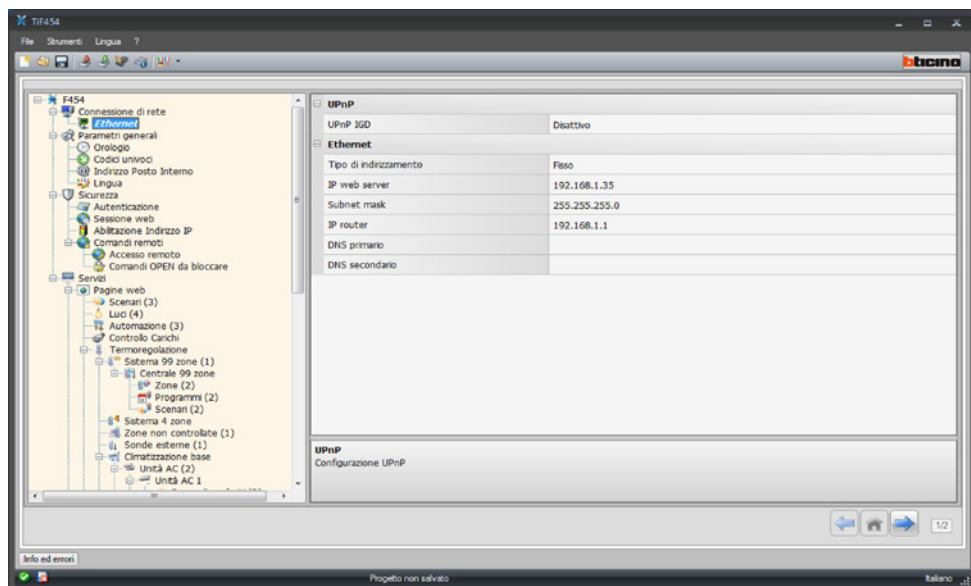 TiF454
File Strumenti Lingua ?
bticino
F454
Connessione di rete
Ethernet
Parametri generali
Orologio
Codici univoci
Indirizzo Posto Interno
Lingua
Sicurezza
Autenticazione
Sessione web
Abilitazione Indirizzo IP
Comandi remoti
Accesso remoto
Comandi OPEN da bloccare
Servizi
Pagine web
Scenari (3)
Luci (4)
Automazione (3)
Controllo Carichi
Termoregolazione
Sistema 99 zone (1)
Centrale 99 zone
Zone (2)
Programmi (2)
Scenari (2)
Sistema 4 zone
Zone non controllate (1)
Sonde esterne (1)
Climatizzazione base
Unità AC (2)
Unità AC 1
UPnP
UPnP IGD Disattivo
Ethernet
Tipo di indirizzamento Fisso
IP web server 192.168.1.35
Subnet mask 255.255.255.0
IP router 192.168.1.1
DNS primario
DNS secondario
UPnP
Configurazione UPnP
1/2
Info ed errori
Progetto non salvato
Italiano